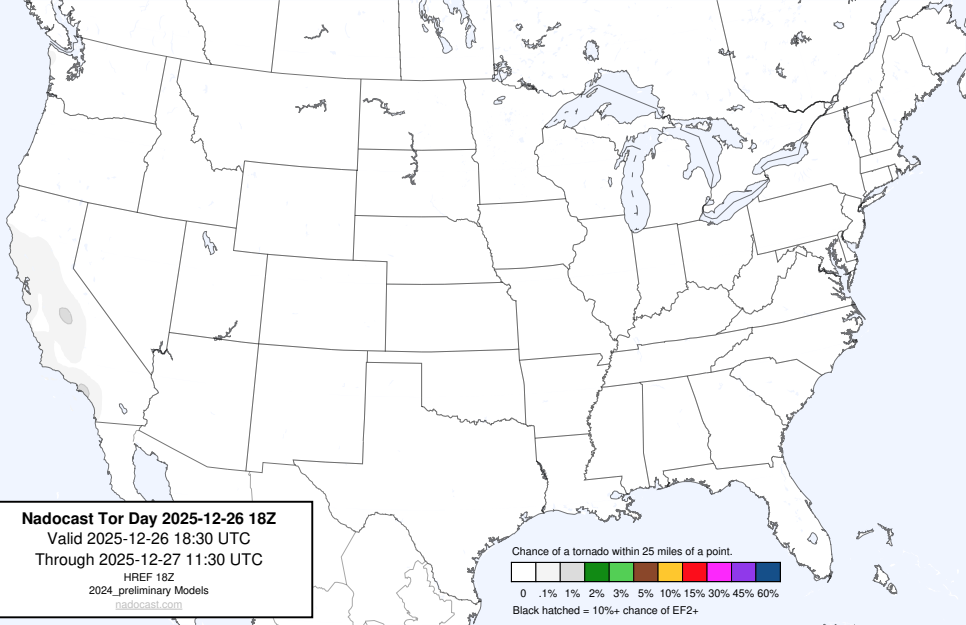 Nadocast Tor Day 2025-12-26 18Z
Valid 2025-12-26 18:30 UTC
Through 2025-12-27 11:30 UTC
HREF 18Z
2024_preliminary Models
nadocast.com
Chance of a tornado within 25 miles of a point.
0 .1% 1% 2% 3% 5% 10% 15% 30% 45% 60%
Black hatched = 10%+ chance of EF2+